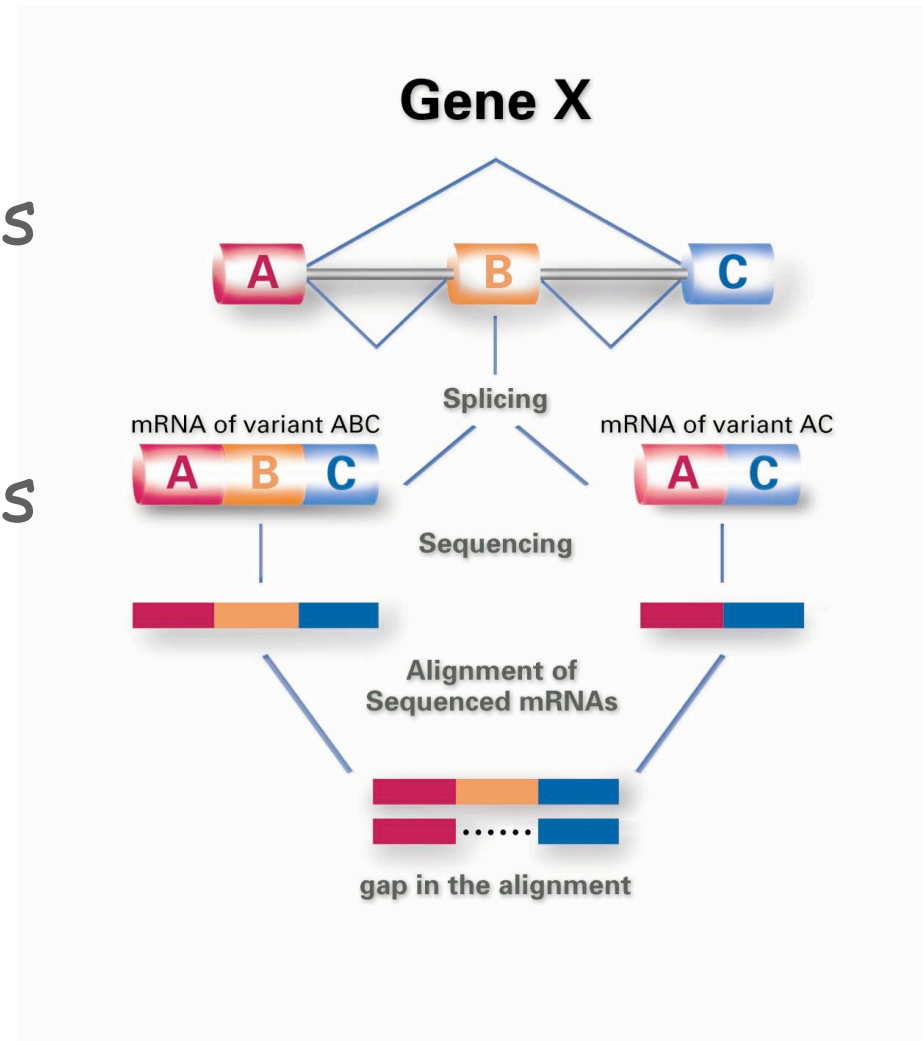 Gene X
s
A B C
Splicing
mRNA of variant ABC
mRNA of variant AC
A B C
A C
s
Sequencing
Alignment of
Sequenced mRNAs
gap in the alignment